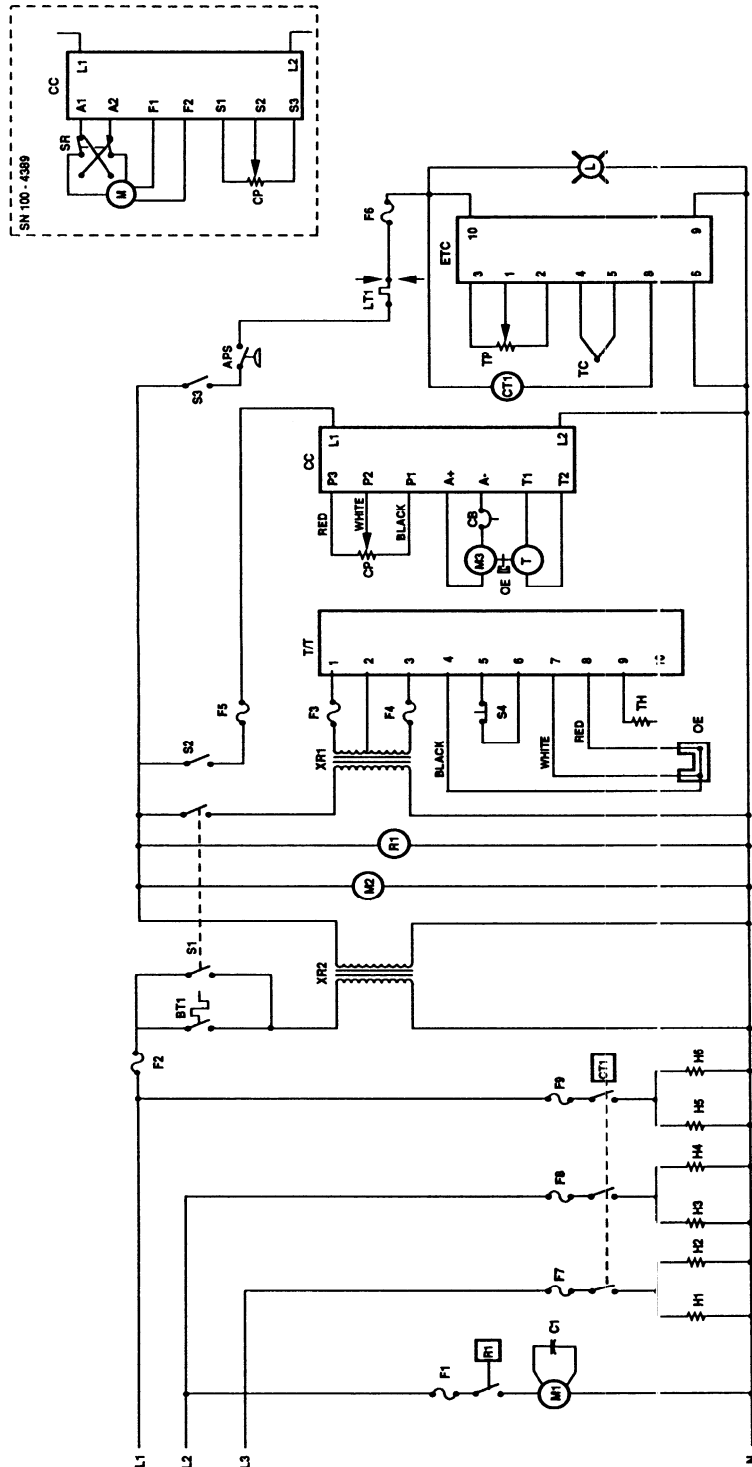 SN 100 - 4389
CC
L1
L2
A1
A2
F1
F2
S1
S2
S3
SR
M
CP
L
F6
10
ETC
9
3
1
2
4
5
8
6
TP
TC
CT1
LT1
APS
S3
CC
L1
L2
P3
P2
P1
A+
A-
T1
T2
RED
WHITE
BLACK
CP
CB
M3
OE
T
T/T
1
2
3
4
5
6
7
8
9
10
F3
F4
F5
S2
XR1
S4
BLACK
WHITE
RED
TH
OE
R1
M2
S1
BT1
XR2
F2
F9
CT1
F8
F7
H6
H5
H4
H3
H2
H1
C1
R1
F1
M1
L1
L2
L3
N